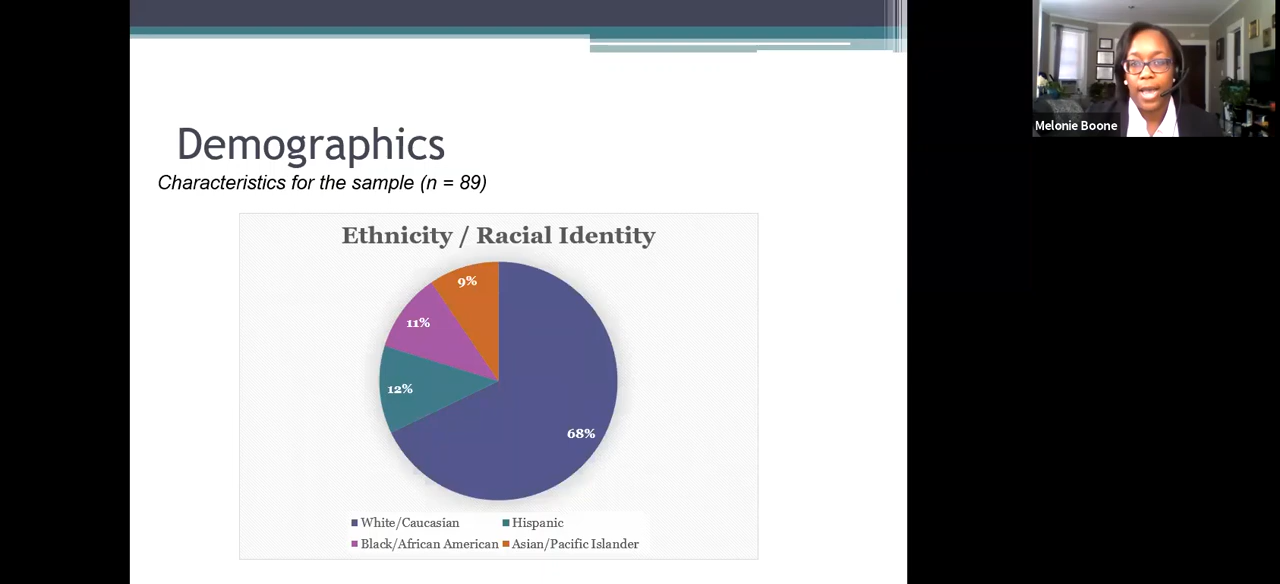 Demographics
Characteristics for the sample (n = 89)
Ethnicity / Racial Identity
9%
11%
12%
68%
White/Caucasian
Hispanic
Black/African American
Asian/Pacific Islander
Melonie Boone